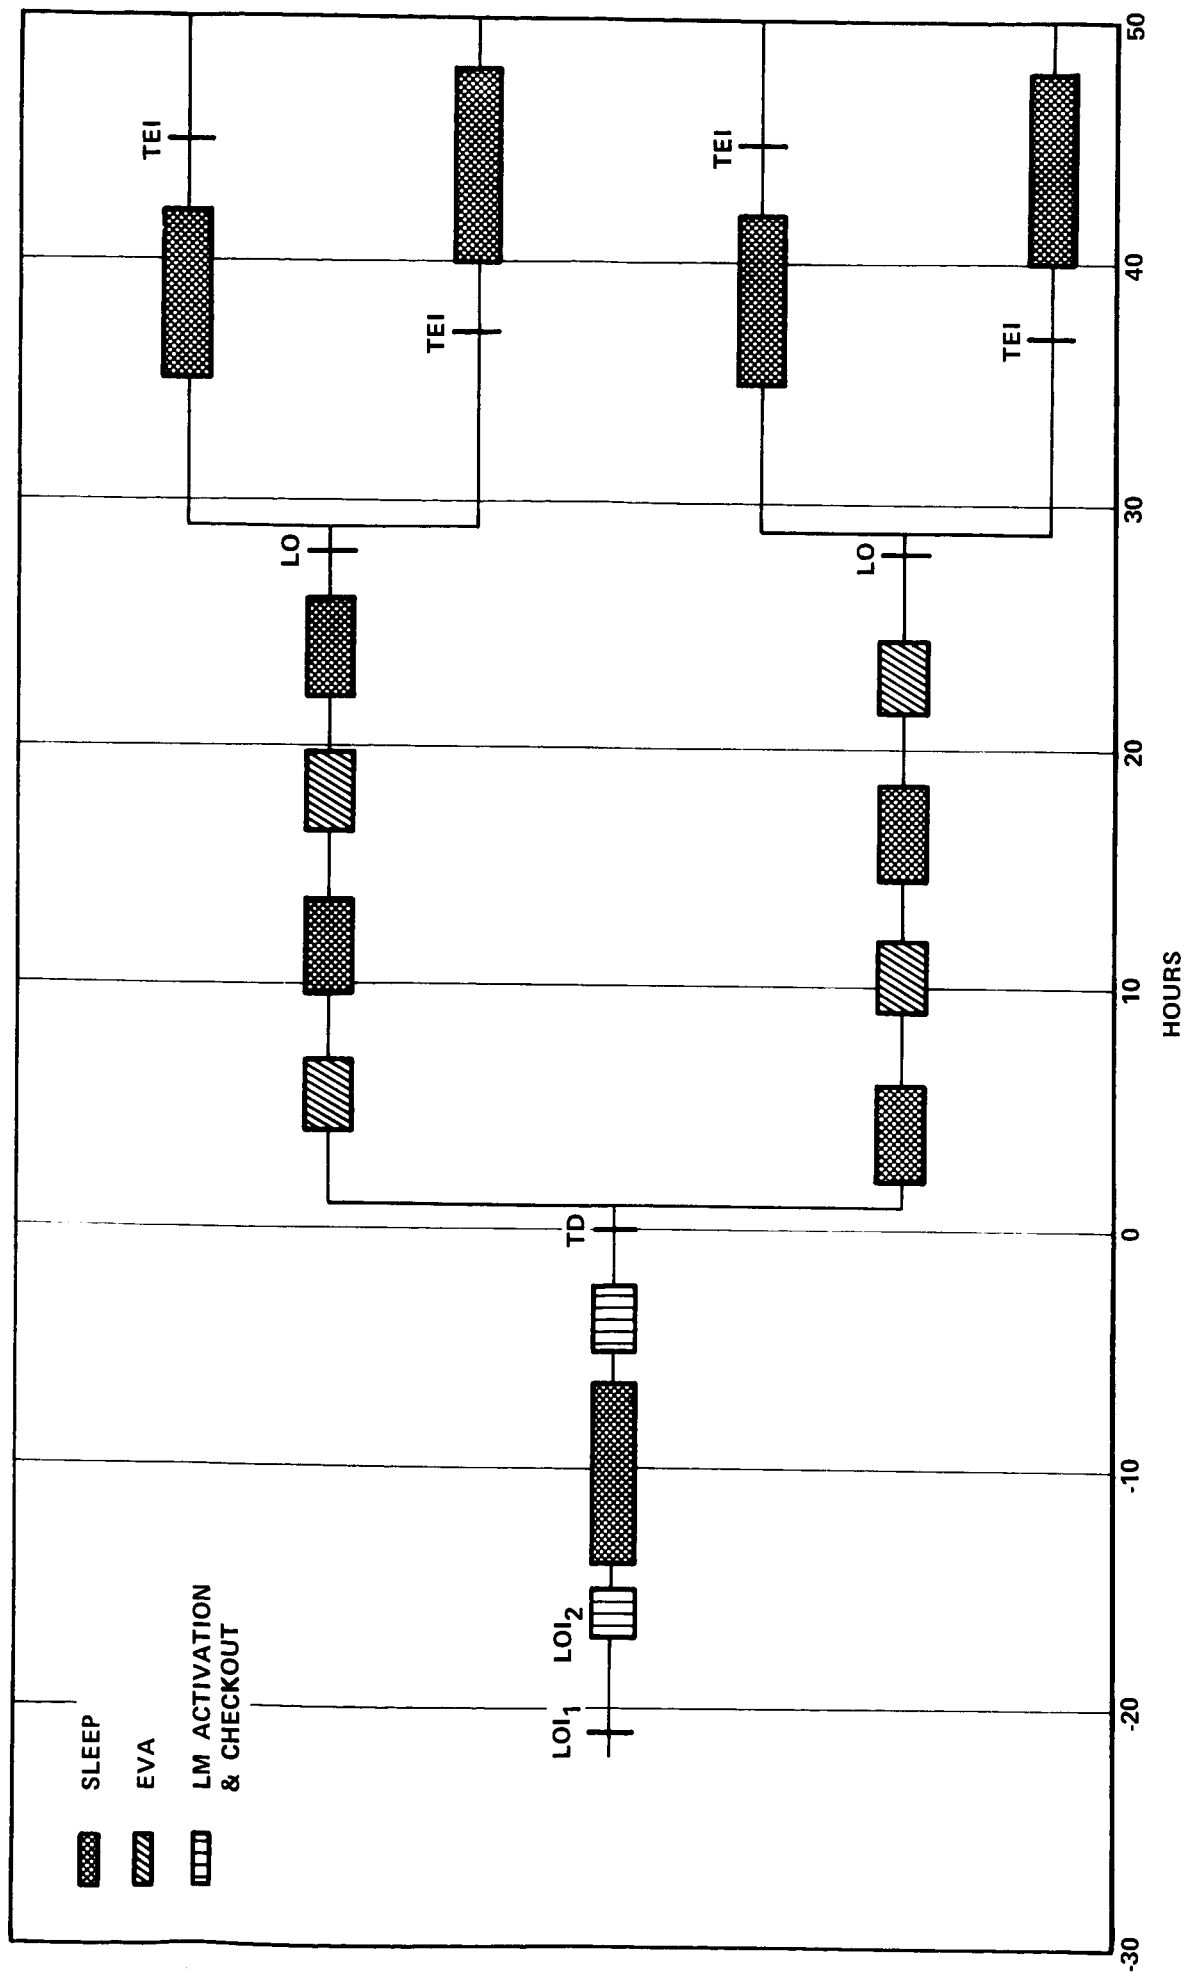 SLEEP
EVA
LM ACTIVATION
& CHECKOUT
LOI1
LOI2
TD
LO
TEI
TEI
LO
TEI
TEI
-30
-20
-10
0
10
20
30
40
50
HOURS